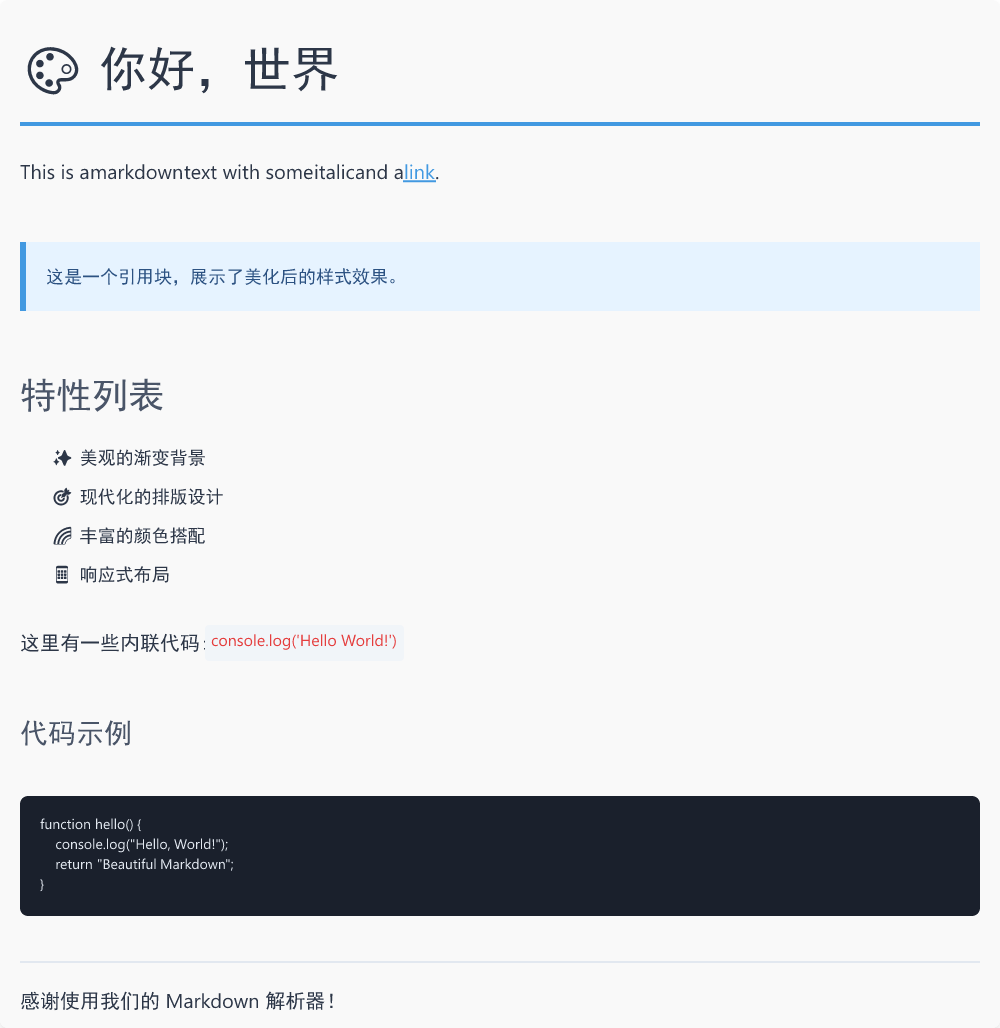 🎨 你好，世界
This is amarkdowntext with someitalicand alink.
这是一个引用块，展示了美化后的样式效果。
特性列表
✨ 美观的渐变背景
🎯 现代化的排版设计
🌈 丰富的颜色搭配
📱 响应式布局
这里有一些内联代码：console.log('Hello World!')
代码示例
function hello() {
    console.log("Hello, World!");
    return "Beautiful Markdown";
}
感谢使用我们的 Markdown 解析器！